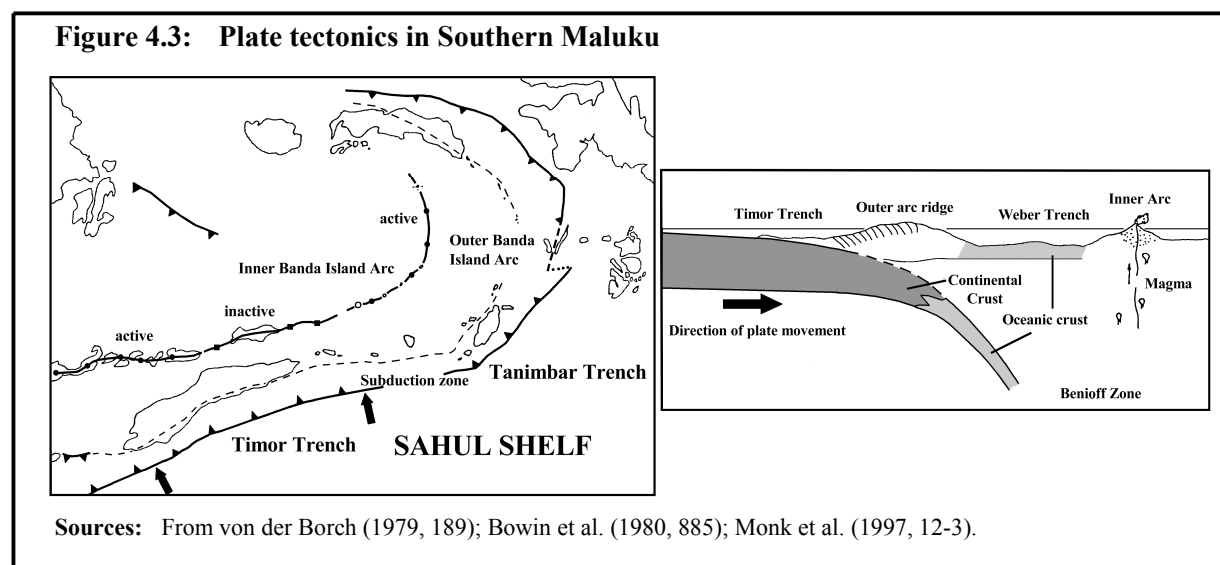 Figure 4.3: Plate tectonics in Southern Maluku
active
Outer Banda
Island Arc
Inner Banda Island Arc
inactive
active
Subduction zone
Tanimbar Trench
Timor Trench
SAHUL SHELF
Inner Arc
Timor Trench
Outer arc ridge
Weber Trench
Continental
Crust
Magma
Oceanic crust
Direction of plate movement
Benioff Zone
Sources: From von der Borch (1979, 189); Bowin et al. (1980, 885); Monk et al. (1997, 12-3).